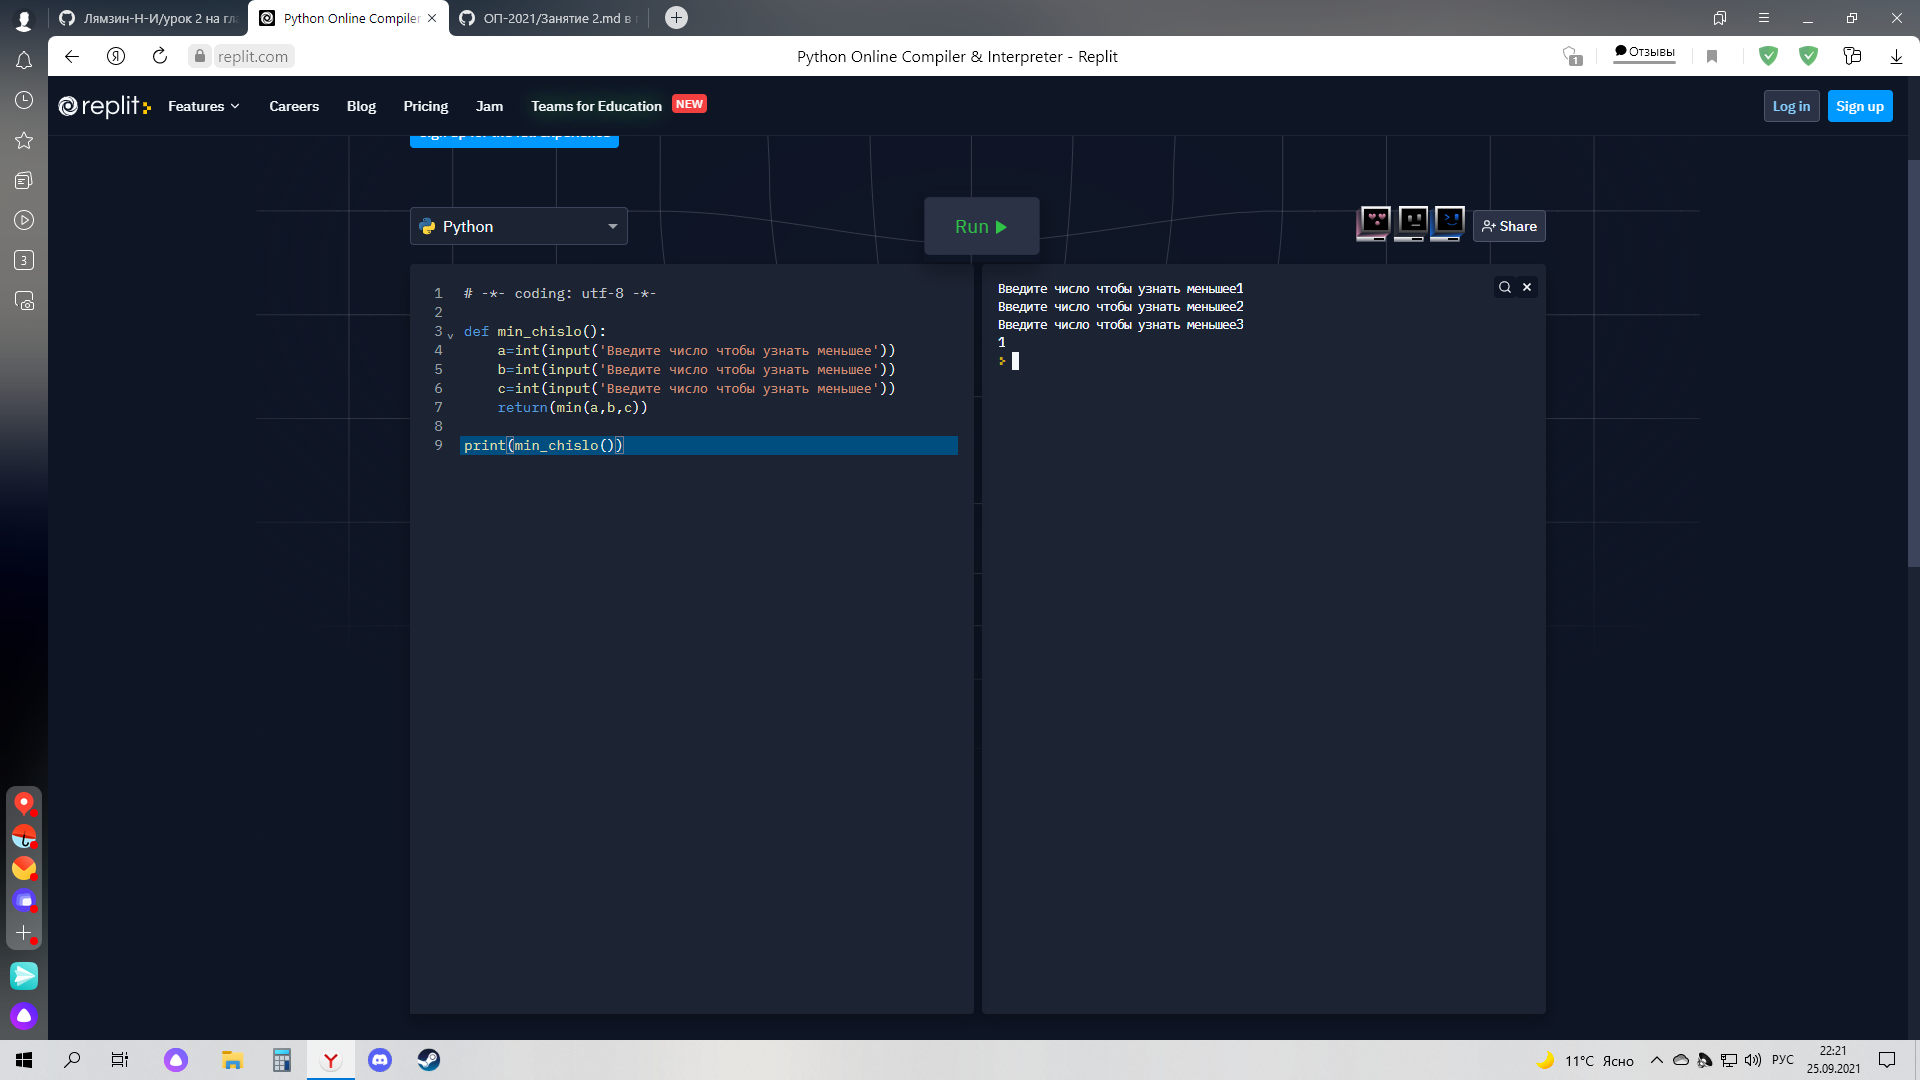 Лямзин-Н-И/урок 2 на гл
Python Online Compiler
ОП-2021/Занятие 2.md в
replit.com
Python Online Compiler & Interpreter - Replit
1
Отзывы
replit
Features
Careers
Blog
Pricing
Jam
Teams for Education
NEW
Log in
Sign up
3
Python
Run
Share
1 # -*- coding: utf-8 -*-
2
3 def min_chislo():
4 a=int(input('Введите число чтобы узнать меньшее'))
5 b=int(input('Введите число чтобы узнать меньшее'))
6 c=int(input('Введите число чтобы узнать меньшее'))
7 return(min(a,b,c))
8
9 print(min_chislo())
Введите число чтобы узнать меньшее1
Введите число чтобы узнать меньшее2
Введите число чтобы узнать меньшее3
1
11°C Ясно
РУС
22:21
25.09.2021